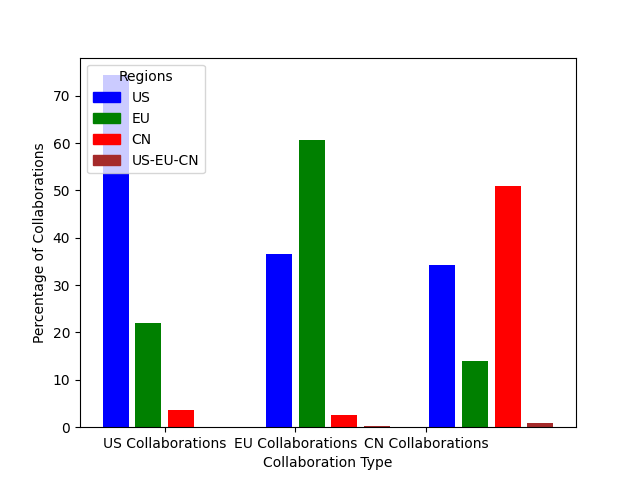 Regions
US
EU
CN
US-EU-CN
70
60
50
40
30
20
10
0
Percentage of Collaborations
US Collaborations EU Collaborations CN Collaborations
Collaboration Type